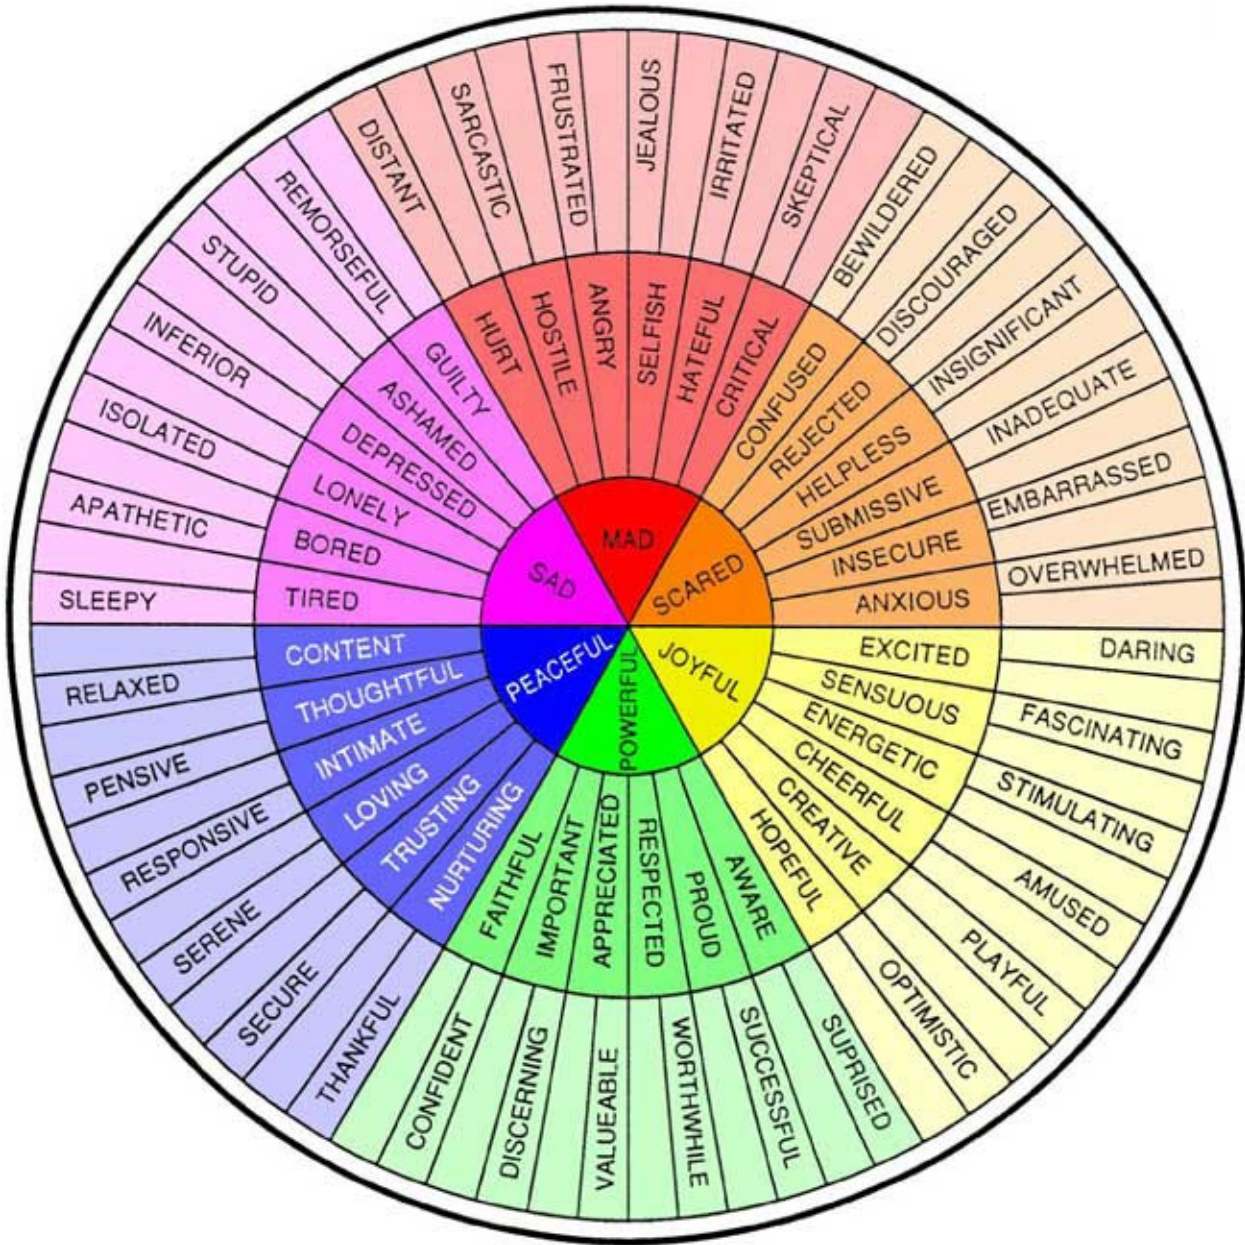 MAD
SCARED
JOYFUL
POWERFUL
PEACEFUL
SAD
HURT
HOSTILE
ANGRY
SELFISH
HATEFUL
CRITICAL
CONFUSED
REJECTED
HELPLESS
SUBMISSIVE
INSECURE
ANXIOUS
EXCITED
SENSUOUS
ENERGETIC
CHEERFUL
CREATIVE
HOPEFUL
AWARE
PROUD
RESPECTED
APPRECIATED
IMPORTANT
FAITHFUL
NURTURING
TRUSTING
LOVING
INTIMATE
THOUGHTFUL
CONTENT
TIRED
BORED
LONELY
DEPRESSED
ASHAMED
GUILTY
DISTANT
SARCASTIC
FRUSTRATED
JEALOUS
IRRITATED
SKEPTICAL
BEWILDERED
DISCOURAGED
INSIGNIFICANT
INADEQUATE
EMBARRASSED
OVERWHELMED
DARING
FASCINATING
STIMULATING
AMUSED
PLAYFUL
OPTIMISTIC
SUPRISED
SUCCESSFUL
WORTHWHILE
VALUEABLE
DISCERNING
CONFIDENT
THANKFUL
SECURE
SERENE
RESPONSIVE
PENSIVE
RELAXED
SLEEPY
APATHETIC
ISOLATED
INFERIOR
STUPID
REMORSEFUL